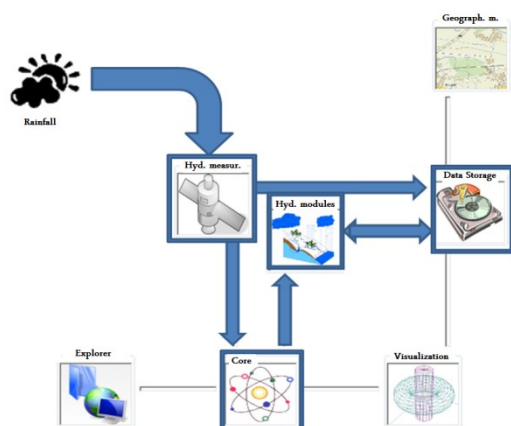 Geograph. m.
Rainfall
Hyd. measur.
Data Storage
Hyd. modules
Explorer
Core
Visualization